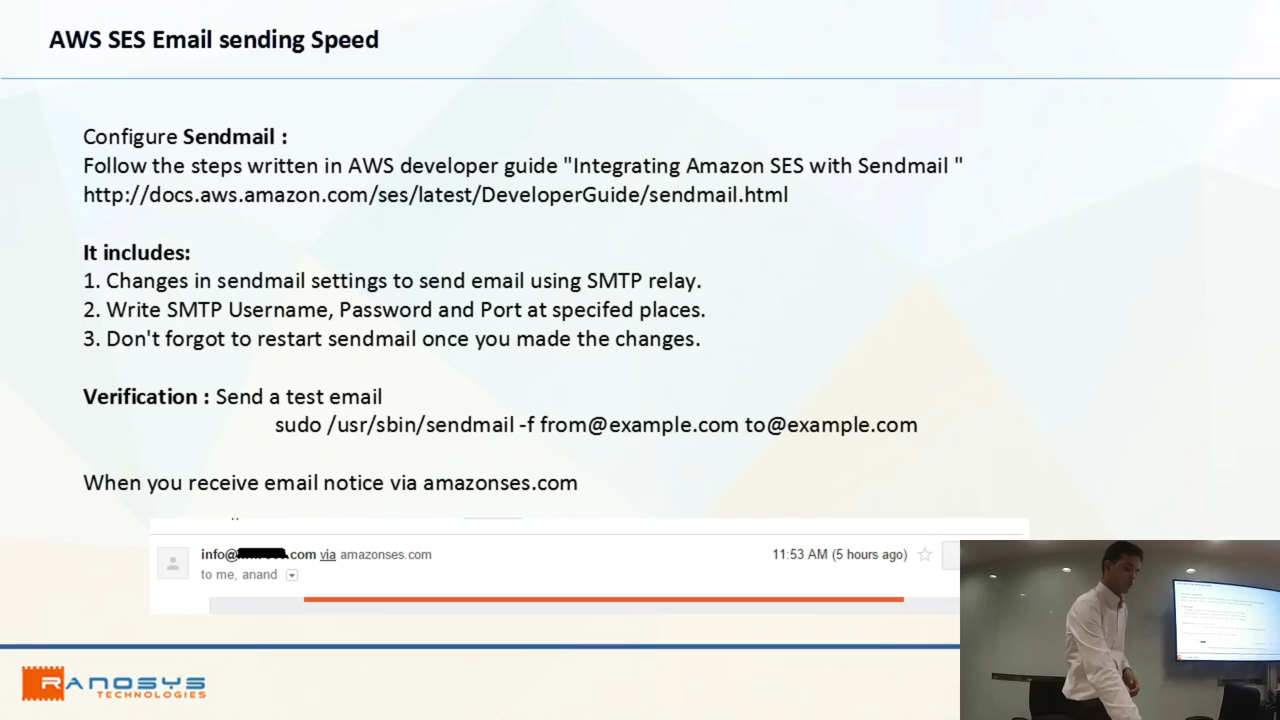 AWS SES Email sending Speed
Configure Sendmail :
Follow the steps written in AWS developer guide "Integrating Amazon SES with Sendmail "
http://docs.aws.amazon.com/ses/latest/DeveloperGuide/sendmail.html
It includes:
1. Changes in sendmail settings to send email using SMTP relay.
2. Write SMTP Username, Password and Port at specifed places.
3. Don't forgot to restart sendmail once you made the changes.
Verification : Send a test email
sudo /usr/sbin/sendmail -f from@example.com to@example.com
When you receive email notice via amazonses.com
info@ .com via amazonses.com 11:53 AM (5 hours ago)
to me, anand
RANOSYS
TECHNOLOGIES